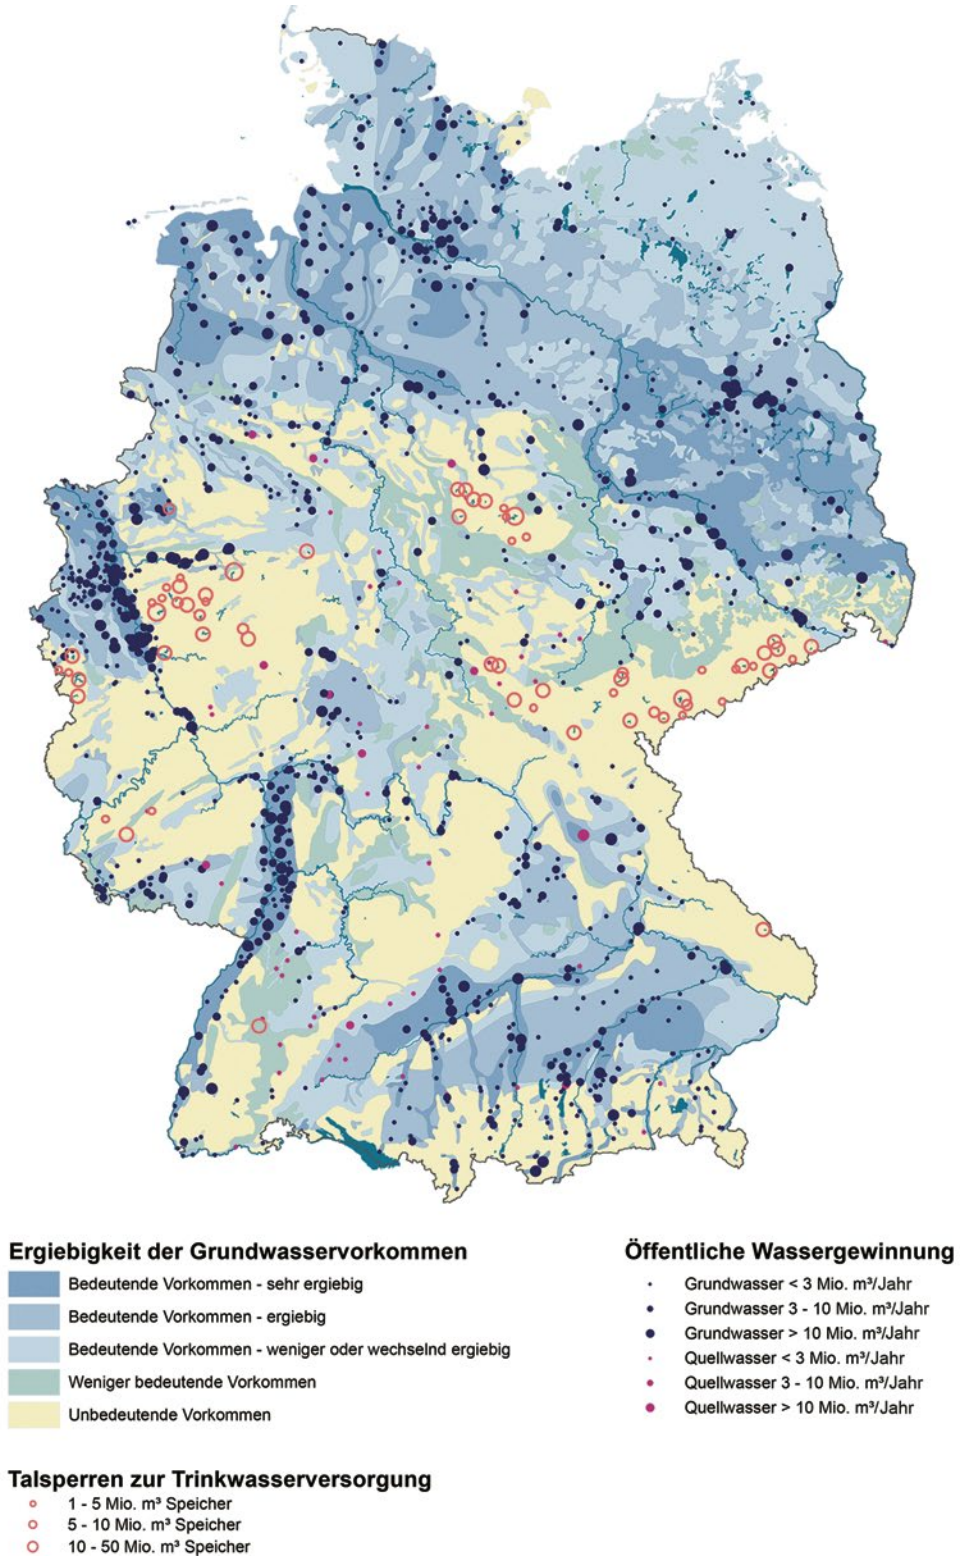 Ergiebigkeit der Grundwasservorkommen
Bedeutende Vorkommen - sehr ergiebig
Bedeutende Vorkommen - ergiebig
Bedeutende Vorkommen - weniger oder wechselnd ergiebig
Weniger bedeutende Vorkommen
Unbedeutende Vorkommen
Öffentliche Wassergewinnung
Grundwasser < 3 Mio. m³/Jahr
Grundwasser 3 - 10 Mio. m³/Jahr
Grundwasser > 10 Mio. m³/Jahr
Quellwasser < 3 Mio. m³/Jahr
Quellwasser 3 - 10 Mio. m³/Jahr
Quellwasser > 10 Mio. m³/Jahr
Talsperren zur Trinkwasserversorgung
1 - 5 Mio. m³ Speicher
5 - 10 Mio. m³ Speicher
10 - 50 Mio. m³ Speicher